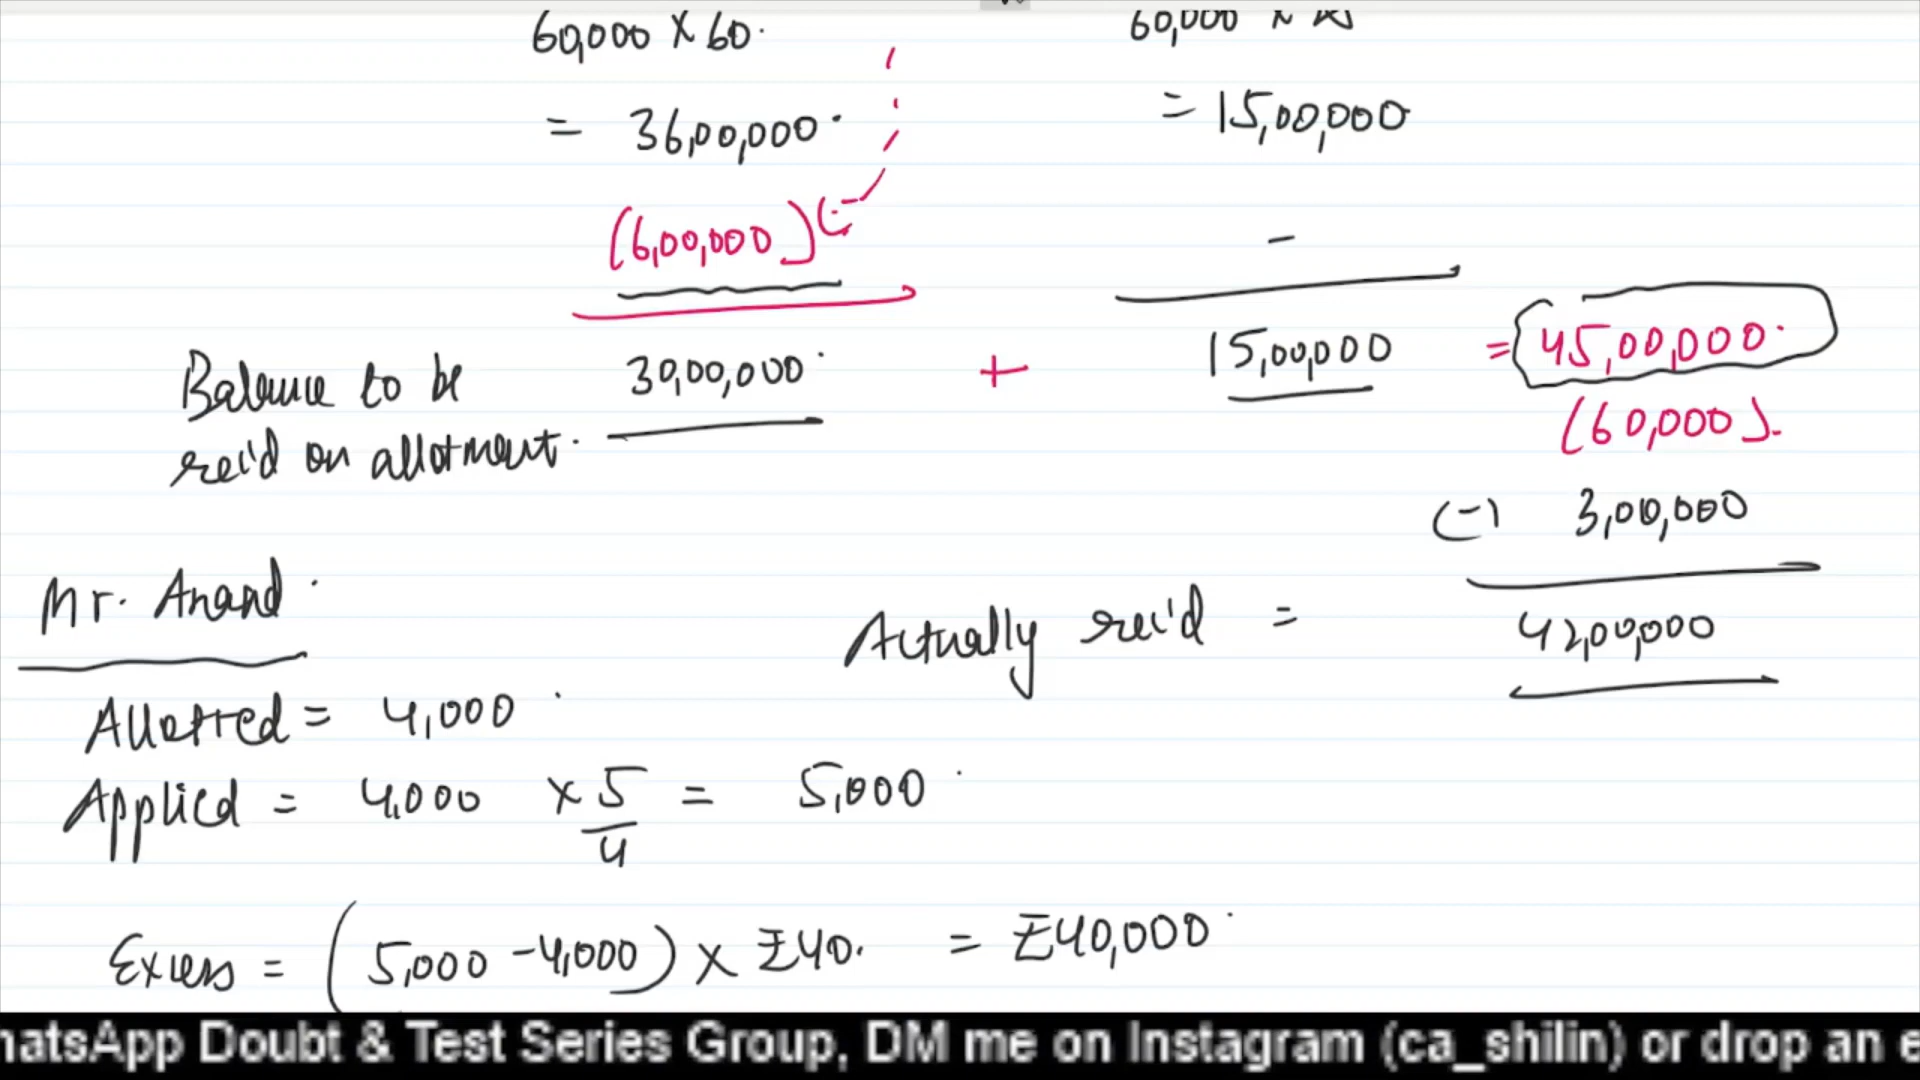 60,000 X 60.
= 36,00,000.
= 15,00,000
(6,00,000) (-
-
Balance to be rec'd on allotment.
30,00,000. + 15,00,000 = 45,00,000.
(60,000).
(-) 3,00,000
Actually rec'd = 42,00,000
Mr. Anand.
Allotted = 4,000
Applied = 4,000 x 5/4 = 5,000.
Excess = (5,000 - 4,000) x ₹40. = ₹40,000.
hatsApp Doubt & Test Series Group, DM me on Instagram (ca_shilin) or drop an e